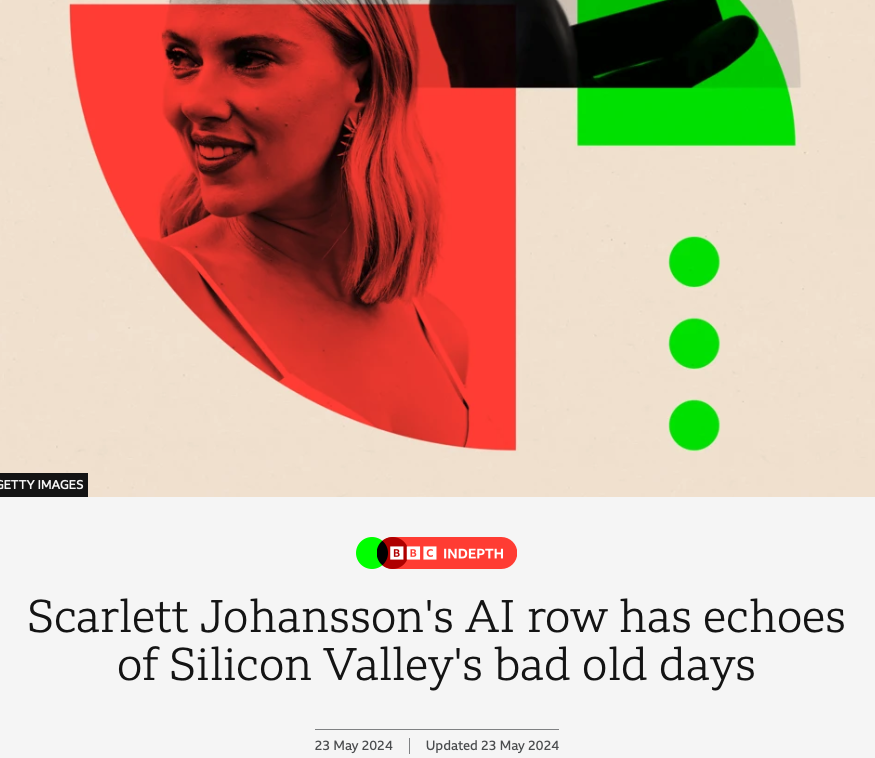 GETTY IMAGES
BBC INDEPTH
Scarlett Johansson's AI row has echoes
of Silicon Valley's bad old days
23 May 2024 | Updated 23 May 2024